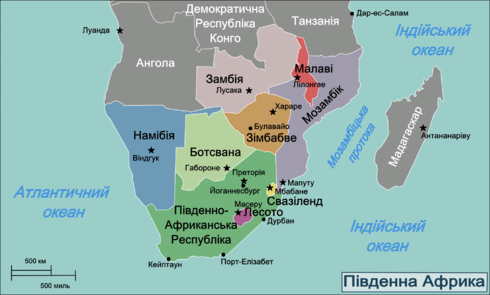 Демократична
Республіка
Конго
Танзанія
Дар-ес-Салам
Луанда
Індійський
океан
Ангола
Малаві
Лілонгве
Замбія
Лусака
Мозамбік
Хараре
Булавайо
Зімбабве
Мозамбіцька
протока
Мадагаскар
Антананаріву
Намібія
Віндгук
Ботсвана
Габороне
Преторія
Йоганнесбург
Мапуту
Мбабане
Свазіленд
Атлантичний
океан
Південно-
Африканська
Республіка
Масеру
Лесото
Дурбан
Індійський
океан
Кейптаун
Порт-Елізабет
500 км
500 миль
Південна Африка